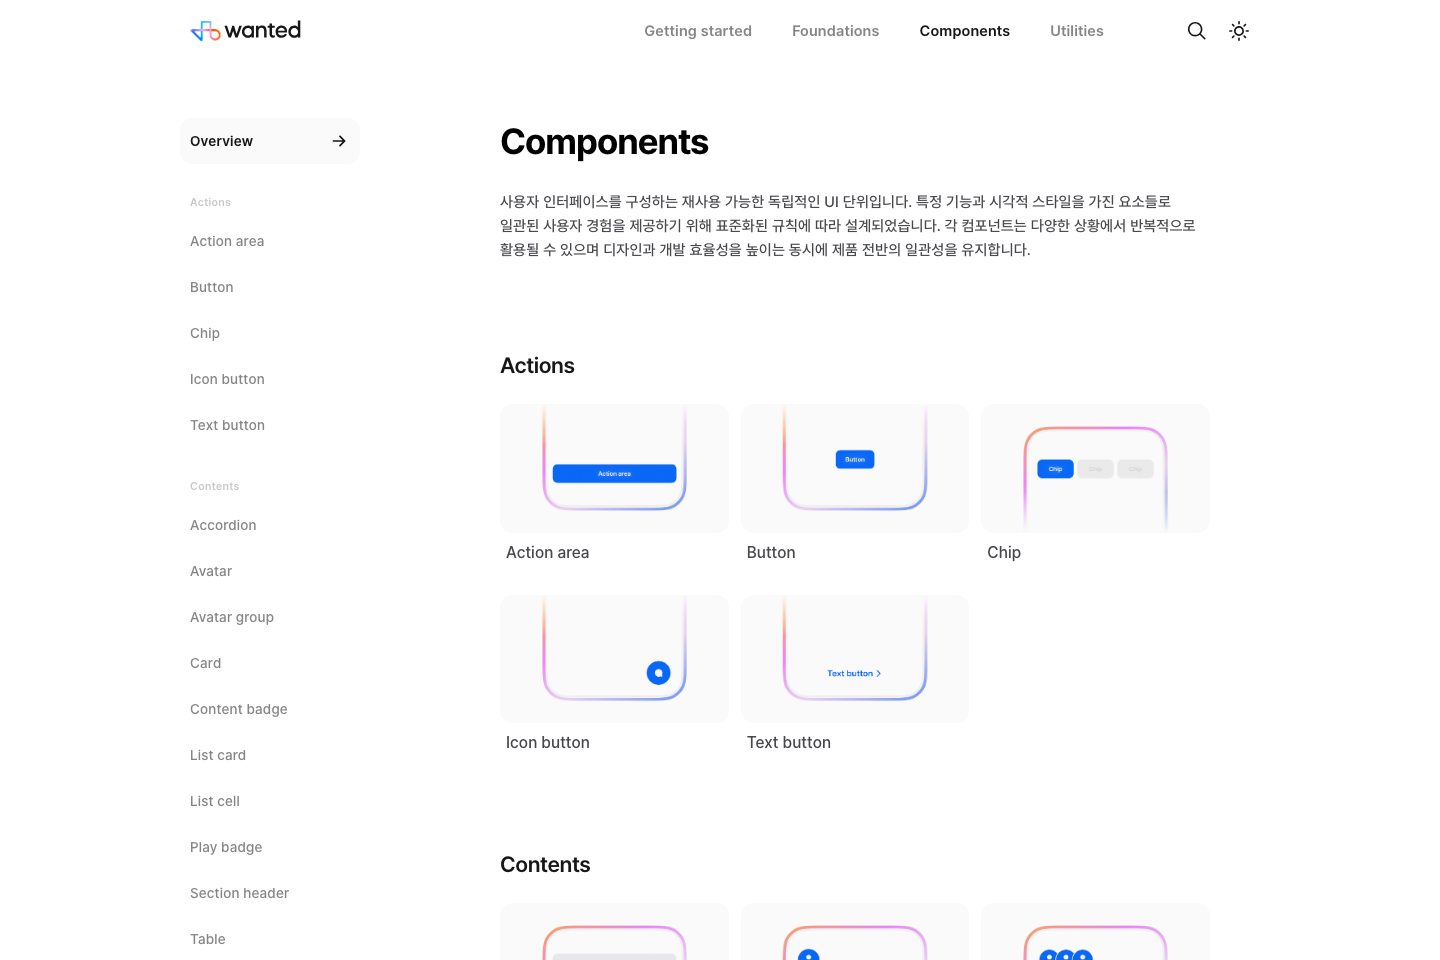 wanted
Getting started
Foundations
Components
Utilities
Overview
Actions
Action area
Button
Chip
Icon button
Text button
Contents
Accordion
Avatar
Avatar group
Card
Content badge
List card
List cell
Play badge
Section header
Table
Components
사용자 인터페이스를 구성하는 재사용 가능한 독립적인 UI 단위입니다. 특정 기능과 시각적 스타일을 가진 요소들로
일관된 사용자 경험을 제공하기 위해 표준화된 규칙에 따라 설계되었습니다. 각 컴포넌트는 다양한 상황에서 반복적으로
활용될 수 있으며 디자인과 개발 효율성을 높이는 동시에 제품 전반의 일관성을 유지합니다.
Actions
Action area
Button
Chip
Chip
Chip
Action area
Button
Chip
Text button
Icon button
Text button
Contents